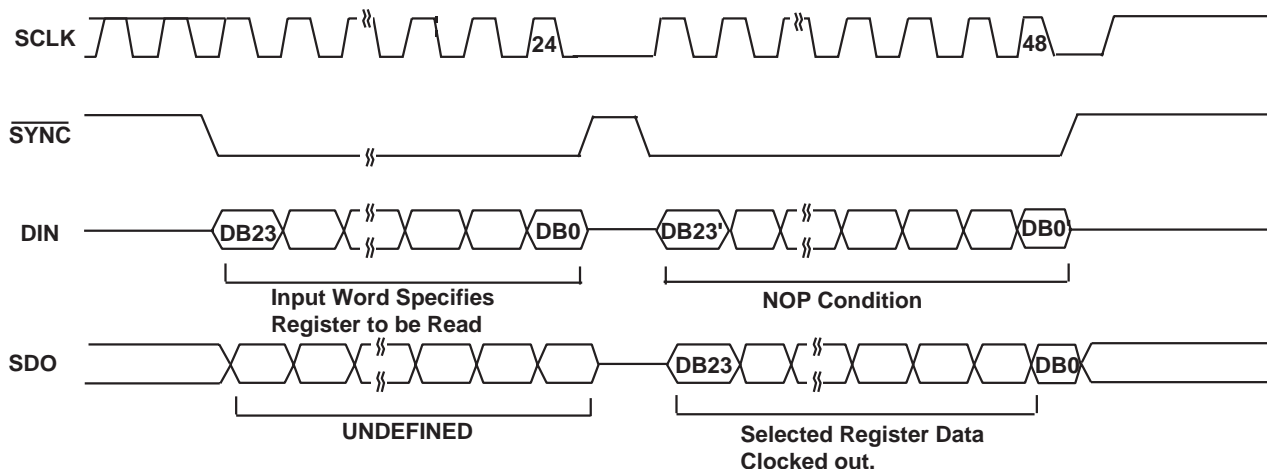 SCLK
24
48
SYNC
DIN
DB23
DB0
DB23'
DB0'
Input Word Specifies
Register to be Read
NOP Condition
SDO
DB23
DB0
UNDEFINED
Selected Register Data
Clocked out.